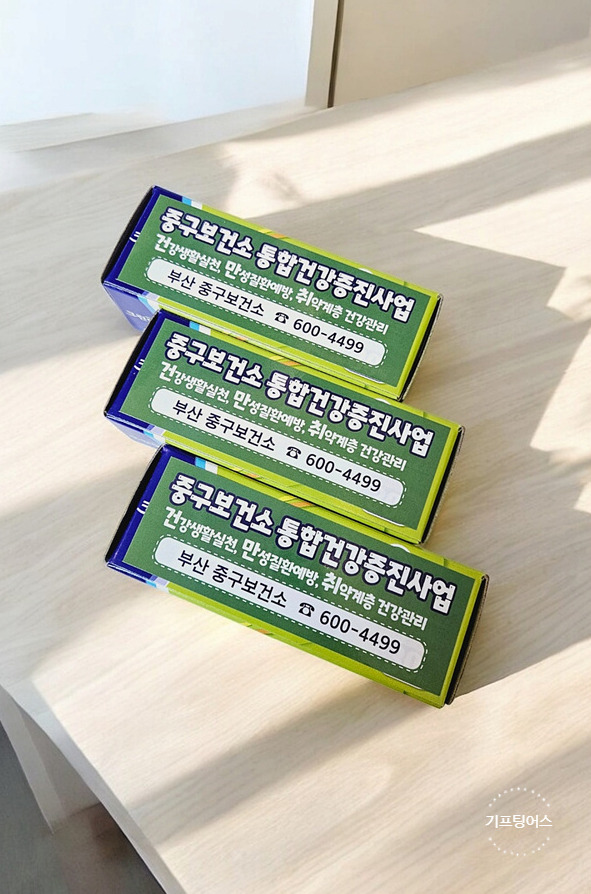 중구보건소 통합건강증진사업
건강생활실천, 만성질환예방, 취약계층 건강관리
부산 중구보건소 ☎ 600-4499
중구보건소 통합건강증진사업
건강생활실천, 만성질환예방, 취약계층 건강관리
부산 중구보건소 ☎ 600-4499
중구보건소 통합건강증진사업
건강생활실천, 만성질환예방, 취약계층 건강관리
부산 중구보건소 ☎ 600-4499
기프팅어스